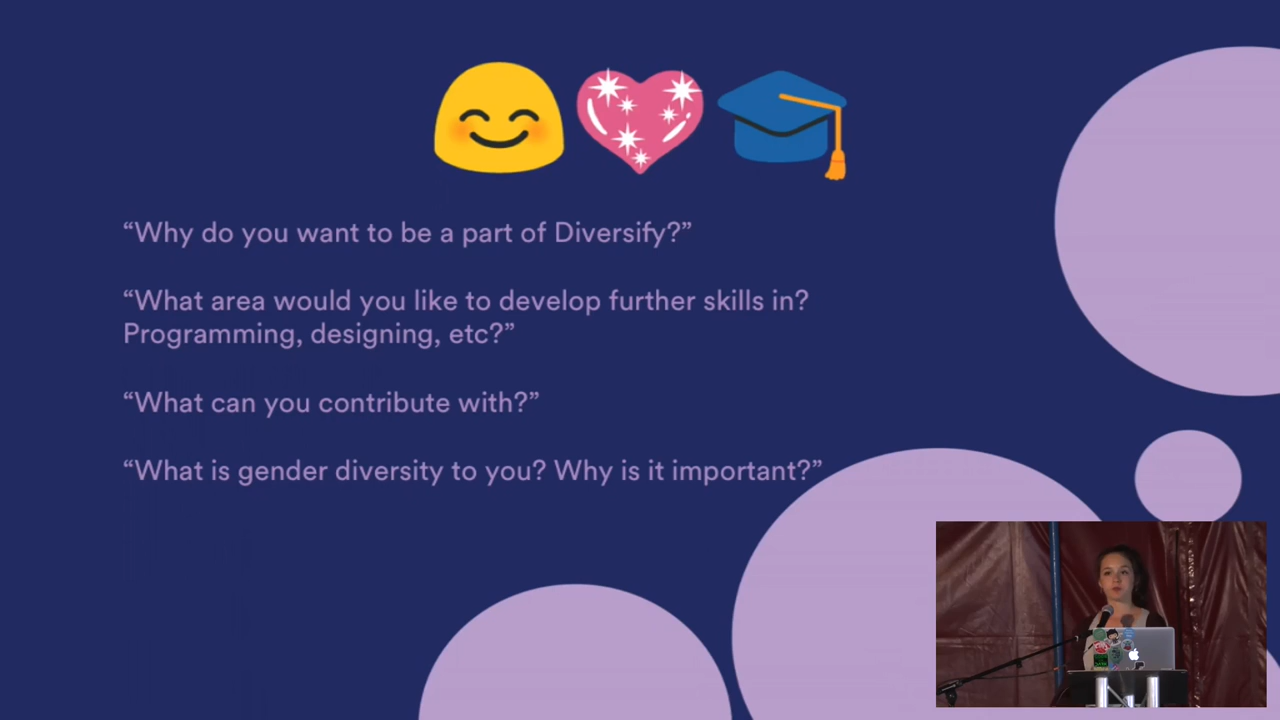 “Why do you want to be a part of Diversify?”
“What area would you like to develop further skills in?
Programming, designing, etc?”
“What can you contribute with?”
“What is gender diversity to you? Why is it important?”